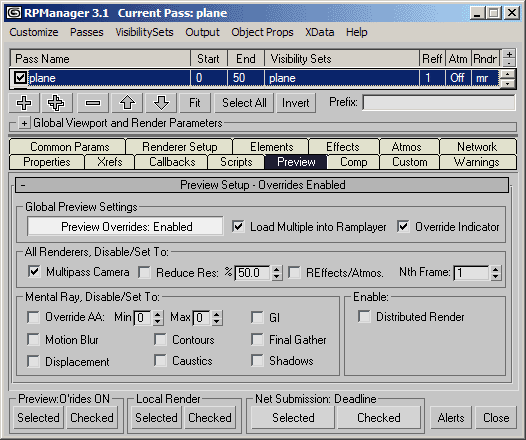 RPManager 3.1 Current Pass: plane
Customize Passes VisibilitySets Output Object Props XData Help
Pass Name Start End Visibility Sets Reff Atm Rndr
plane 0 50 plane 1 Off mr
Fit Select All Invert Prefix:
+ Global Viewport and Render Parameters
Common Params Renderer Setup Elements Effects Atmos Network
Properties Xrefs Callbacks Scripts Preview Comp Custom Warnings
- Preview Setup - Overrides Enabled
Global Preview Settings
Preview Overrides: Enabled Load Multiple into Ramplayer Override Indicator
All Renderers, Disable/Set To:
Multipass Camera Reduce Res: % 50.0 REffects/Atmos. Nth Frame: 1
Mental Ray, Disable/Set To: Enable:
Override AA: Min 0 Max 0 GI Distributed Render
Motion Blur Contours Final Gather
Displacement Caustics Shadows
Preview:O'rides ON Local Render Net Submission: Deadline
Selected Checked Selected Checked Selected Checked Alerts Close